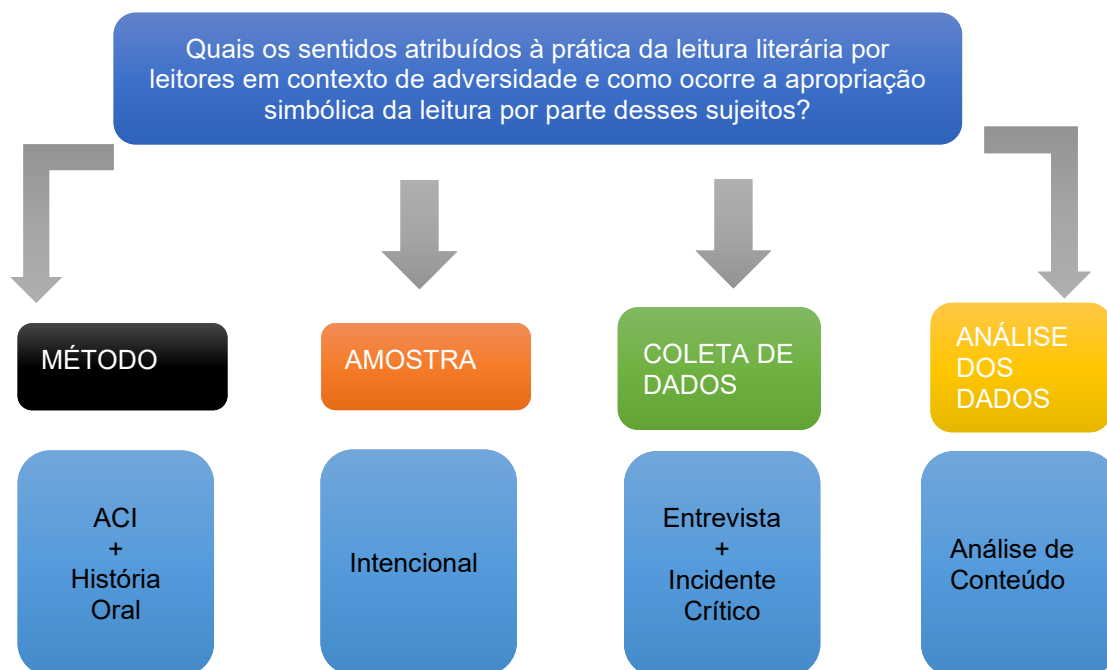 Quais os sentidos atribuídos à prática da leitura literária por
leitores em contexto de adversidade e como ocorre a apropriação
simbólica da leitura por parte desses sujeitos?
MÉTODO
AMOSTRA
COLETA DE
DADOS
ANÁLISE
DOS
DADOS
ACI
+
História
Oral
Intencional
Entrevista
+
Incidente
Crítico
Análise de
Conteúdo